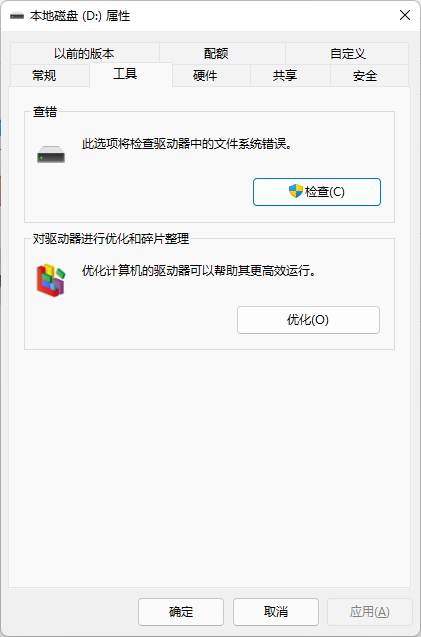 本地磁盘 (D:) 属性
以前的版本 配额 自定义
常规 工具 硬件 共享 安全
查错
此选项将检查驱动器中的文件系统错误。
检查(C)
对驱动器进行优化和碎片整理
优化计算机的驱动器可以帮助其更高效运行。
优化(O)
确定 取消 应用(A)